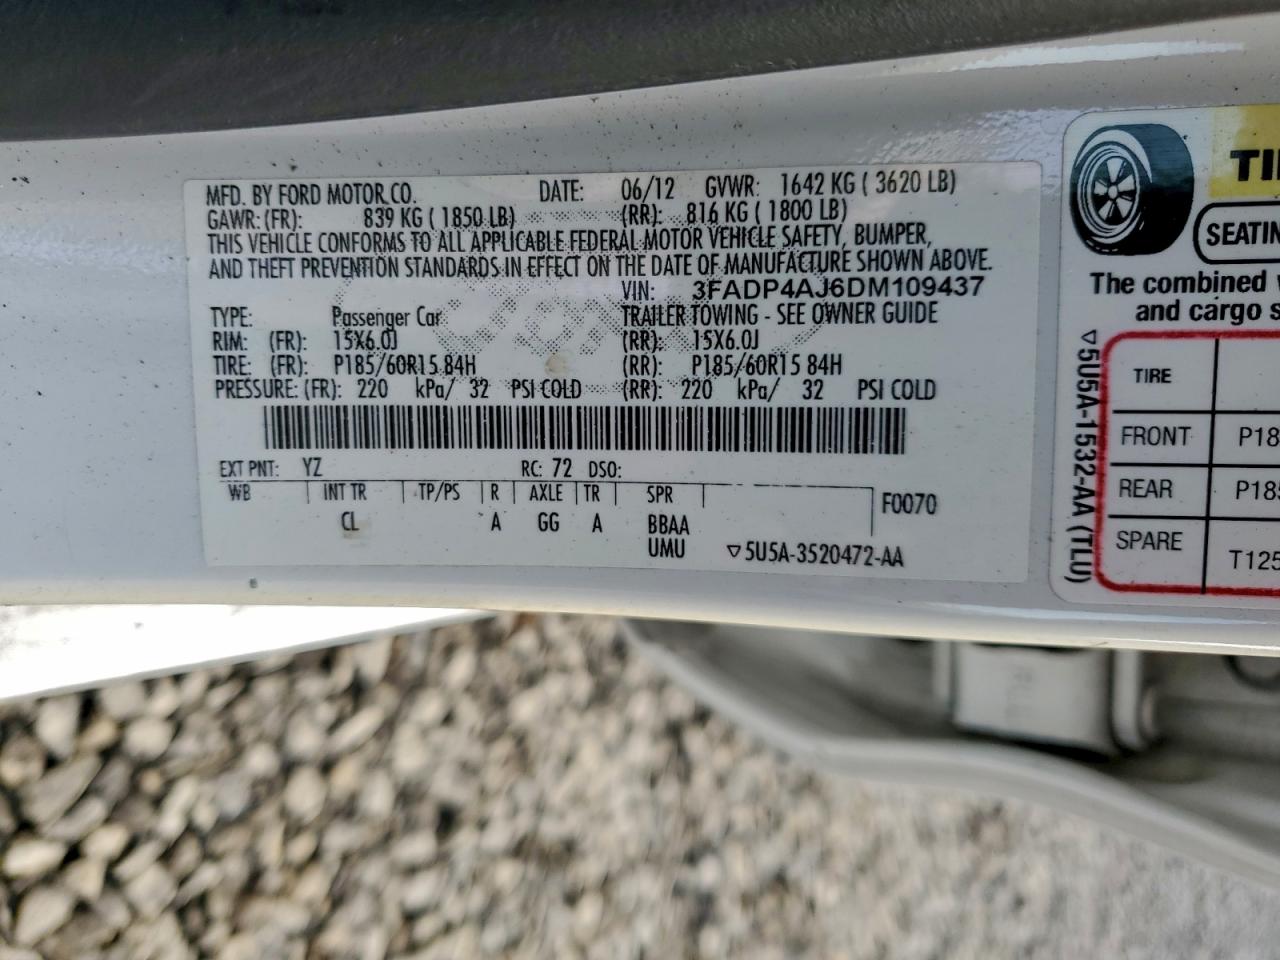 MFD. BY FORD MOTOR CO. DATE: 06/12 GVWR: 1642 KG ( 3620 LB)
GAWR: (FR): 839 KG ( 1850 LB) (RR): 816 KG ( 1800 LB)
THIS VEHICLE CONFORMS TO ALL APPLICABLE FEDERAL MOTOR VEHICLE SAFETY, BUMPER,
AND THEFT PREVENTION STANDARDS IN EFFECT ON THE DATE OF MANUFACTURE SHOWN ABOVE.
VIN: 3FADP4AJ6DM109437
TYPE: Passenger Car TRAILER TOWING - SEE OWNER GUIDE
RIM: (FR): 15X6.0J (RR): 15X6.0J
TIRE: (FR): P185/60R15 84H (RR): P185/60R15 84H
PRESSURE: (FR): 220 kPa/ 32 PSI COLD (RR): 220 kPa/ 32 PSI COLD
EXT PNT: YZ RC: 72 DSO:
WB INT TR TP/PS R AXLE TR SPR F0070
CL A GG A BBAA
UMU ▽5U5A-3520472-AA
TI
SEATIN
The combined
and cargo s
▽5U5A-1532-AA (TLU)
TIRE
FRONT P18
REAR P185
SPARE T125